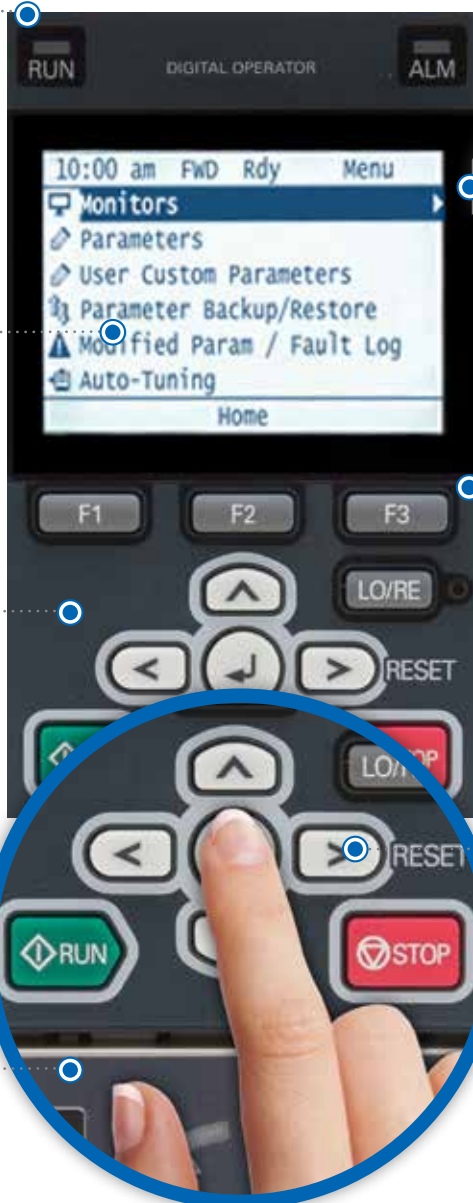 RUN DIGITAL OPERATOR ALM
10:00 am FWD Rdy Menu
Monitors
Parameters
User Custom Parameters
Parameter Backup/Restore
Modified Param / Fault Log
Auto-Tuning
Home
F1 F2 F3
LO/RE
RESET
RESET
RUN STOP